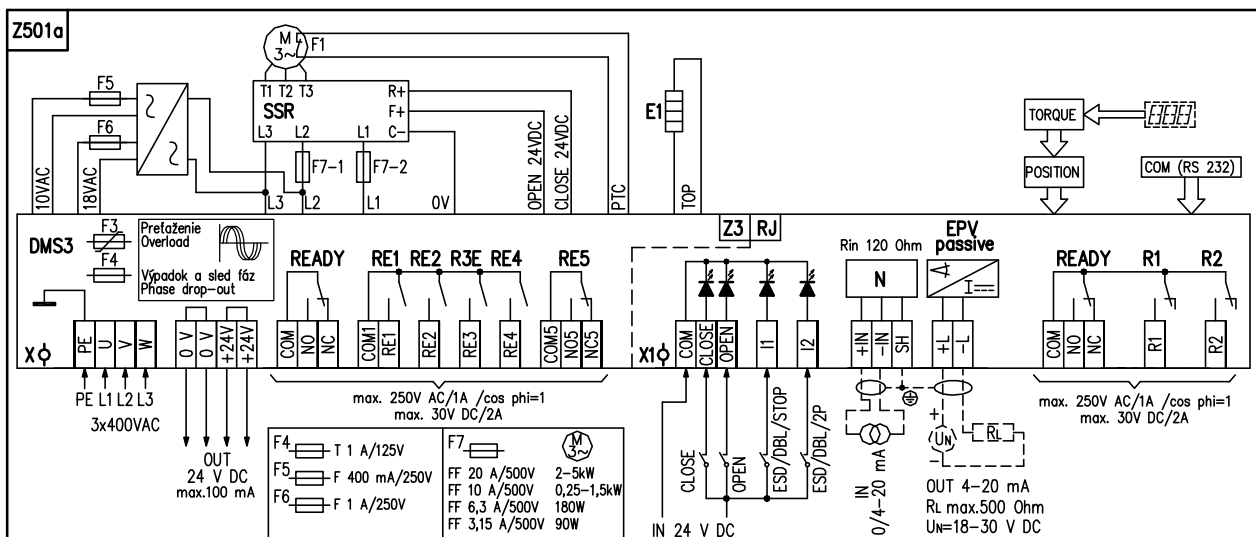 Z501a
M
3~
F1
T1 T2 T3
SSR
R+
F+
C-
L3 L2 L1
F5
F6
F7-1
F7-2
E1
10VAC
18VAC
L3 L2 L1
0V
OPEN 24VDC
CLOSE 24VDC
PTC
TOP
TORQUE
POSITION
COM (RS 232)
DMS3
F3
F4
Preťaženie
Overload
Výpadok a sled fáz
Phase drop-out
READY
RE1 RE2 R3E RE4
RE5
Z3 RJ
Rin 120 Ohm
N
EPV
passive
I
READY
R1
R2
X
PE
U
V
W
0 V
0 V
+24V
+24V
COM
NO
NC
COM1
RE1
RE2
RE3
RE4
COM5
NO5
NC5
X1
COM
CLOSE
OPEN
I1
I2
+IN
-IN
SH
+L
-L
COM
NO
NC
R1
R2
PE L1 L2 L3
3x400VAC
OUT
24 V DC
max.100 mA
max. 250V AC/1A /cos phi=1
max. 30V DC/2A
F4 T 1 A/125V
F5 F 400 mA/250V
F6 F 1 A/250V
F7
M
3~
FF 20 A/500V 2-5kW
FF 10 A/500V 0,25-1,5kW
FF 6,3 A/500V 180W
FF 3,15 A/500V 90W
CLOSE
OPEN
ESD/DBL/STOP
ESD/DBL/2P
IN 24 V DC
IN
0/4-20 mA
+
UN
-
RL
OUT 4-20 mA
RL max.500 Ohm
UN=18-30 V DC
max. 250V AC/1A /cos phi=1
max. 30V DC/2A